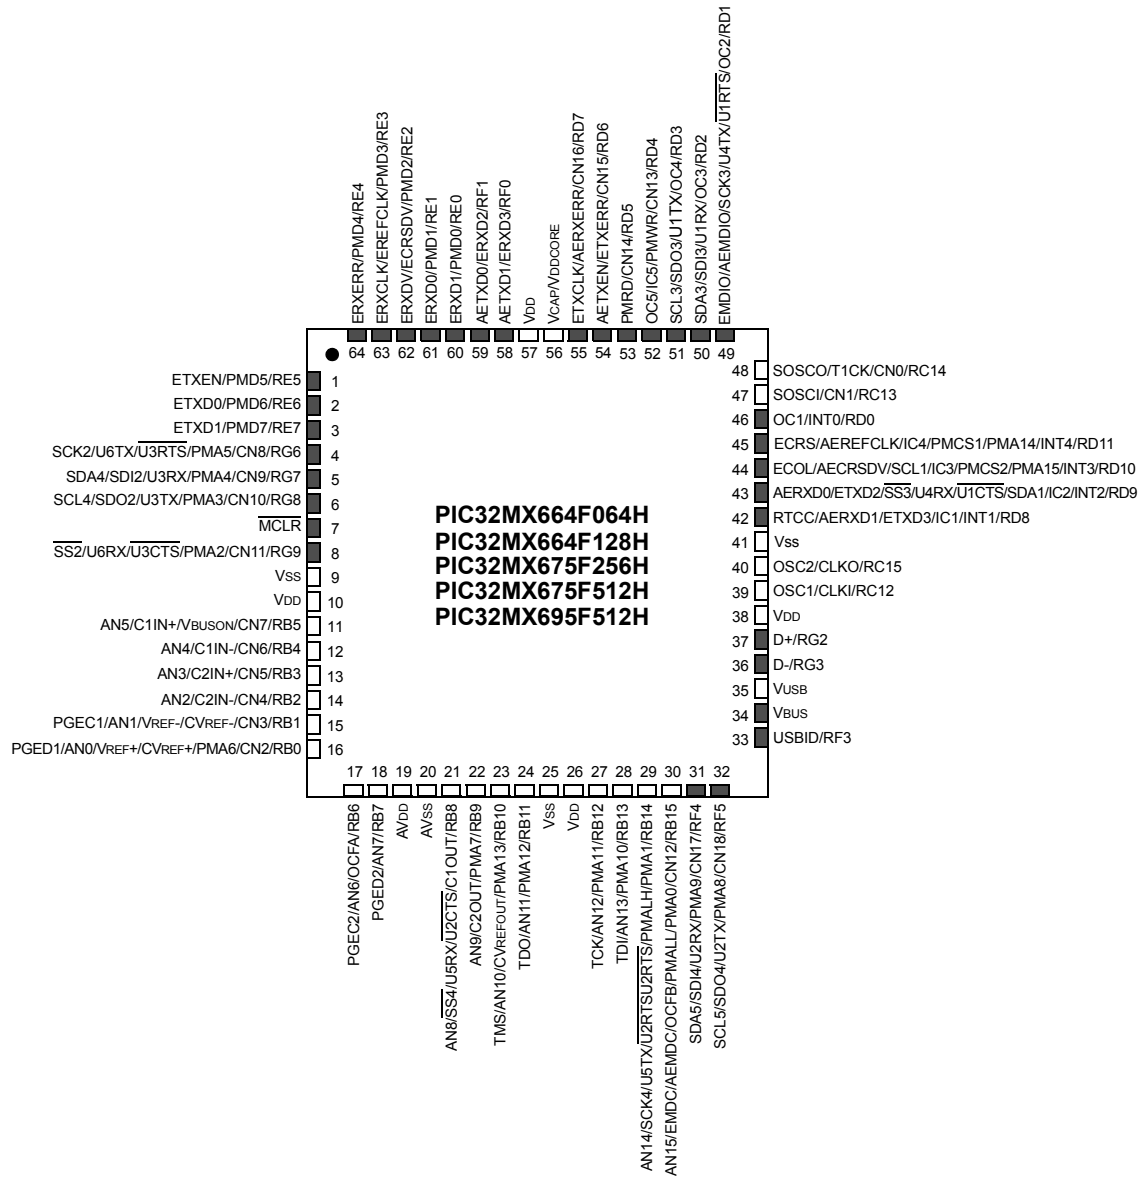 EMDIO/AEMDIO/SCK3/U4TX/U1RTS/OC2/RD1
SDA3/SDI3/U1RX/OC3/RD2
SCL3/SDO3/U1TX/OC4/RD3
OC5/IC5/PMWR/CN13/RD4
PMRD/CN14/RD5
AETXEN/ETXERR/CN15/RD6
ETXCLK/AERXERR/CN16/RD7
VCAP/VDDCORE
VDD
AETXD1/ERXD3/RF0
AETXD0/ERXD2/RF1
ERXD1/PMD0/RE0
ERXD0/PMD1/RE1
ERXDV/ECRSDV/PMD2/RE2
ERXCLK/EREFCLK/PMD3/RE3
ERXERR/PMD4/RE4
64 63 62 61 60 59 58 57 56 55 54 53 52 51 50 49
ETXEN/PMD5/RE5 1
ETXD0/PMD6/RE6 2
ETXD1/PMD7/RE7 3
SCK2/U6TX/U3RTS/PMA5/CN8/RG6 4
SDA4/SDI2/U3RX/PMA4/CN9/RG7 5
SCL4/SDO2/U3TX/PMA3/CN10/RG8 6
MCLR 7
SS2/U6RX/U3CTS/PMA2/CN11/RG9 8
VSS 9
VDD 10
AN5/C1IN+/VBUSON/CN7/RB5 11
AN4/C1IN-/CN6/RB4 12
AN3/C2IN+/CN5/RB3 13
AN2/C2IN-/CN4/RB2 14
PGEC1/AN1/VREF-/CVREF-/CN3/RB1 15
PGED1/AN0/VREF+/CVREF+/PMA6/CN2/RB0 16
PIC32MX664F064H
PIC32MX664F128H
PIC32MX675F256H
PIC32MX675F512H
PIC32MX695F512H
48 SOSCO/T1CK/CN0/RC14
47 SOSCI/CN1/RC13
46 OC1/INT0/RD0
45 ECRS/AEREFCLK/IC4/PMCS1/PMA14/INT4/RD11
44 ECOL/AECRSDV/SCL1/IC3/PMCS2/PMA15/INT3/RD10
43 AERXD0/ETXD2/SS3/U4RX/U1CTS/SDA1/IC2/INT2/RD9
42 RTCC/AERXD1/ETXD3/IC1/INT1/RD8
41 Vss
40 OSC2/CLKO/RC15
39 OSC1/CLKI/RC12
38 VDD
37 D+/RG2
36 D-/RG3
35 VUSB
34 VBUS
33 USBID/RF3
17 18 19 20 21 22 23 24 25 26 27 28 29 30 31 32
PGEC2/AN6/OCFA/RB6
PGED2/AN7/RB7
AVDD
AVSS
AN8/SS4/U5RX/U2CTS/C1OUT/RB8
AN9/C2OUT/PMA7/RB9
TMS/AN10/CVREFOUT/PMA13/RB10
TDO/AN11/PMA12/RB11
VSS
VDD
TCK/AN12/PMA11/RB12
TDI/AN13/PMA10/RB13
AN14/SCK4/U5TX/U2RTSU2RTS/PMALH/PMA1/RB14
AN15/EMDC/AEMDC/OCFB/PMALL/PMA0/CN12/RB15
SDA5/SDI4/U2RX/PMA9/CN17/RF4
SCL5/SDO4/U2TX/PMA8/CN18/RF5